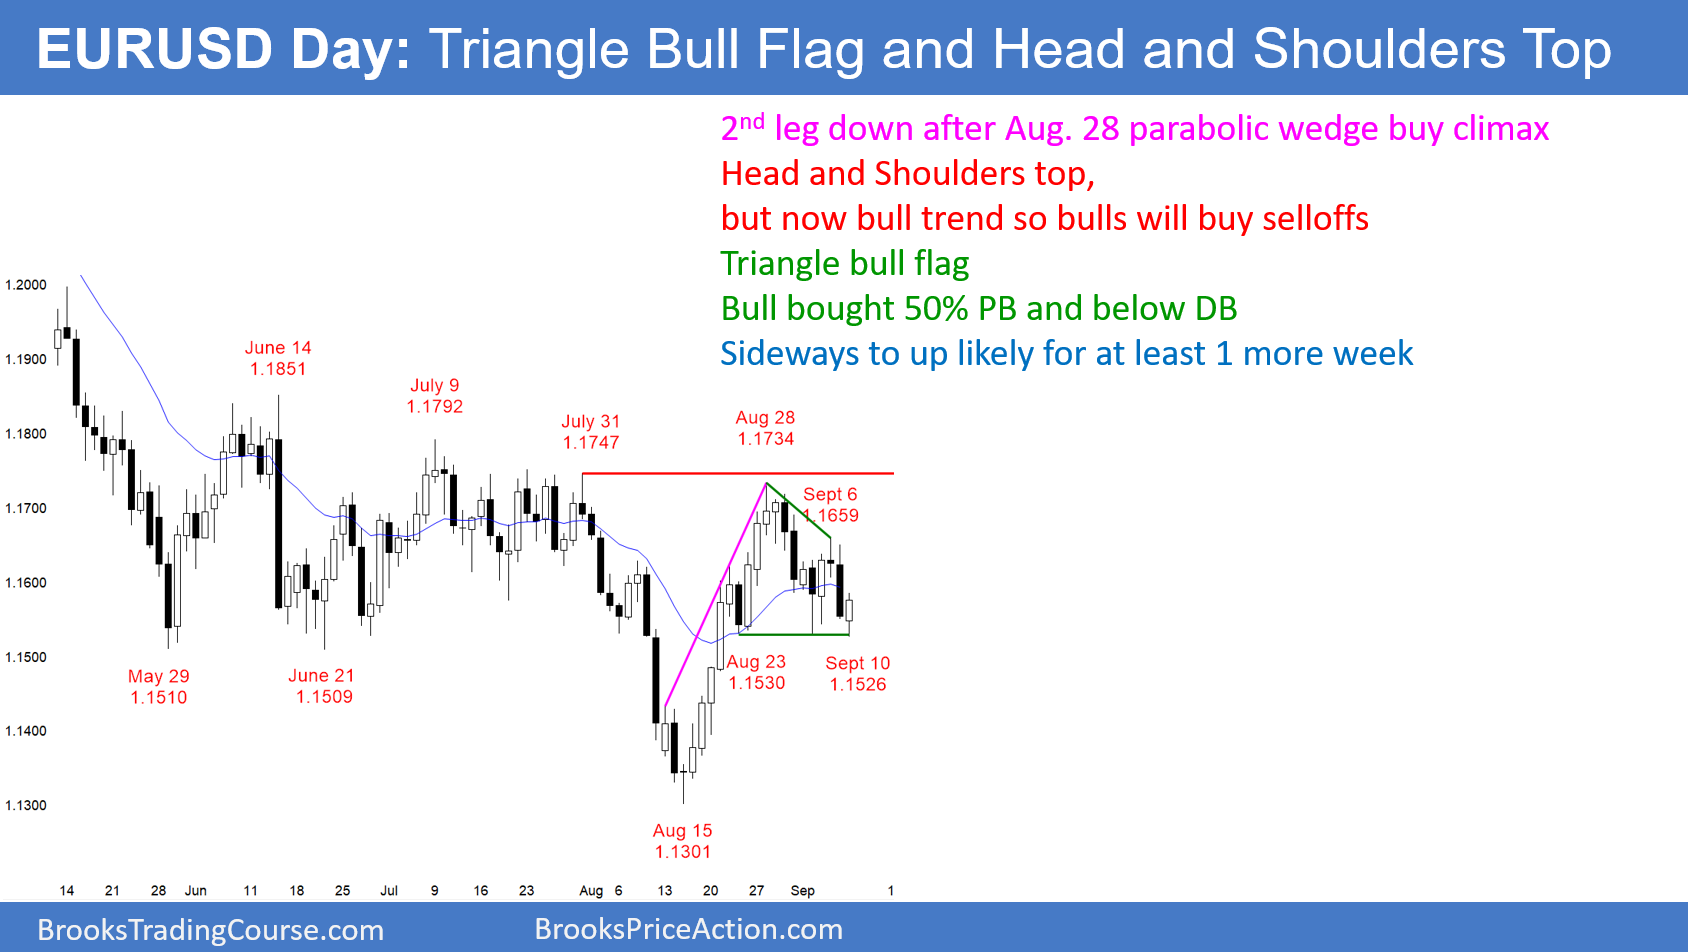 EURUSD Day: Triangle Bull Flag and Head and Shoulders Top
2nd leg down after Aug. 28 parabolic wedge buy climax
Head and Shoulders top,
but now bull trend so bulls will buy selloffs
Triangle bull flag
Bull bought 50% PB and below DB
Sideways to up likely for at least 1 more week
1.2000
1.1900
1.1800
1.1700
1.1600
1.1500
1.1400
1.1300
June 14
1.1851
July 9
1.1792
July 31
1.1747
Aug 28
1.1734
Sept 6
1.1659
May 29
1.1510
June 21
1.1509
Aug 23
1.1530
Sept 10
1.1526
Aug 15
1.1301
14 21 28 Jun 11 18 25 Jul 9 16 23 Aug 6 13 20 27 Sep 1
BrooksTradingCourse.com BrooksPriceAction.com